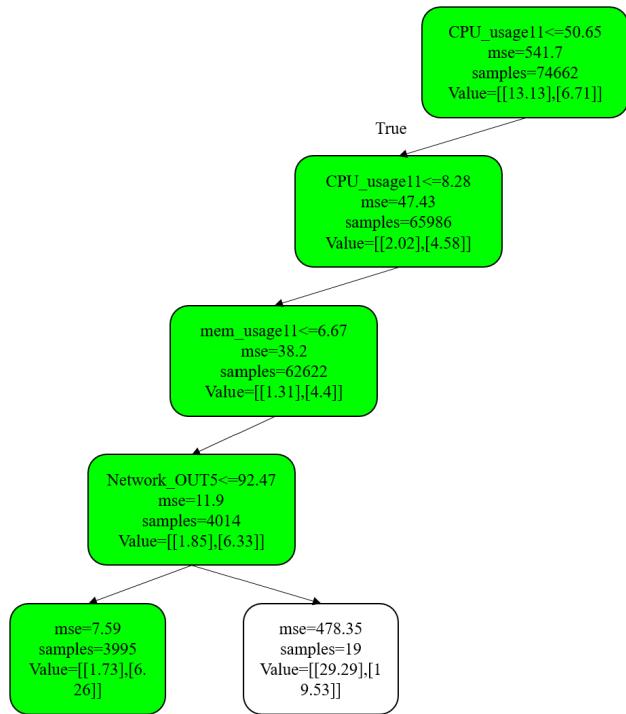 CPU_usage11<=50.65
mse=541.7
samples=74662
Value=[[13.13],[6.71]]
True
CPU_usage11<=8.28
mse=47.43
samples=65986
Value=[[2.02],[4.58]]
mem_usage11<=6.67
mse=38.2
samples=62622
Value=[[1.31],[4.4]]
Network_OUT5<=92.47
mse=11.9
samples=4014
Value=[[1.85],[6.33]]
mse=7.59
samples=3995
Value=[[1.73],[6.
26]]
mse=478.35
samples=19
Value=[[29.29],[1
9.53]]